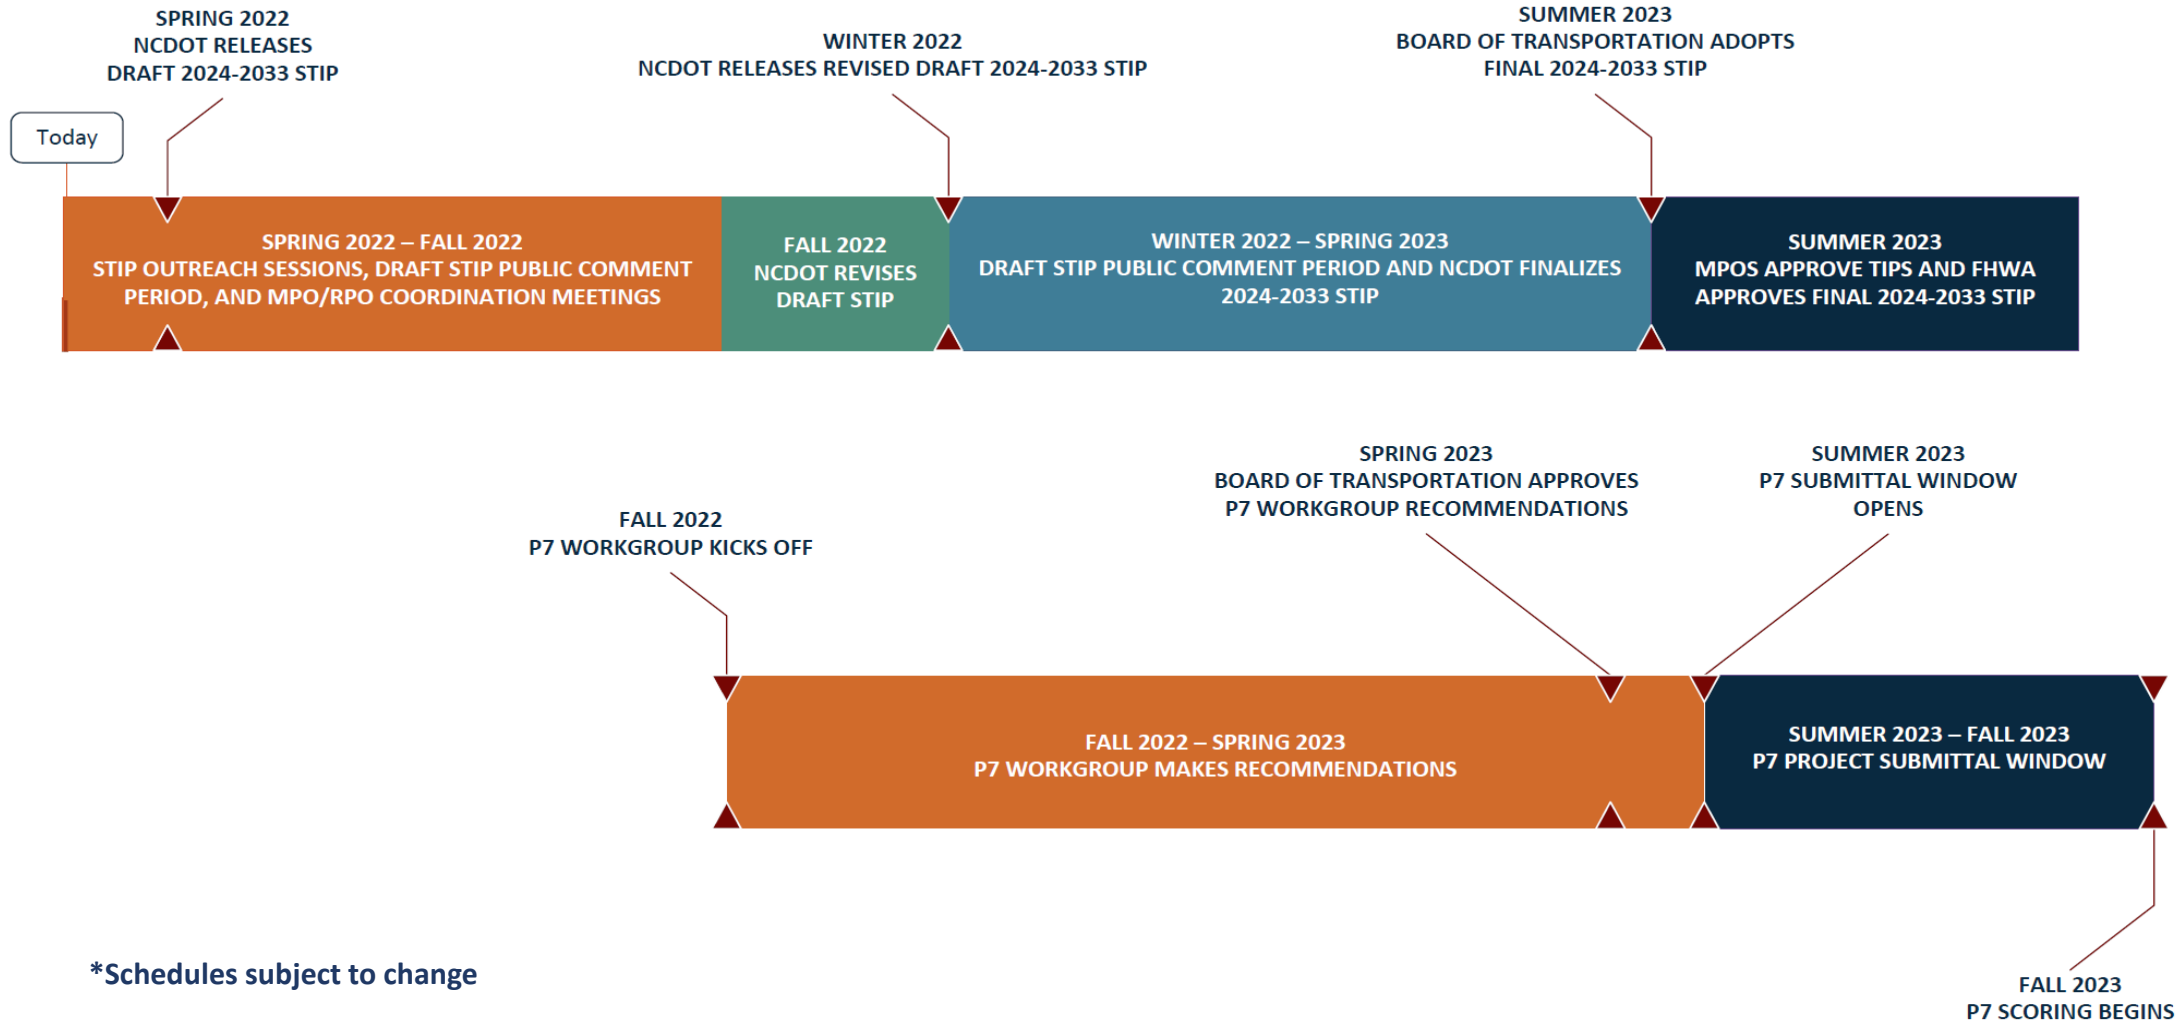 SPRING 2022
NCDOT RELEASES
DRAFT 2024-2033 STIP
WINTER 2022
NCDOT RELEASES REVISED DRAFT 2024-2033 STIP
SUMMER 2023
BOARD OF TRANSPORTATION ADOPTS
FINAL 2024-2033 STIP
Today
SPRING 2022 – FALL 2022
STIP OUTREACH SESSIONS, DRAFT STIP PUBLIC COMMENT
PERIOD, AND MPO/RPO COORDINATION MEETINGS
FALL 2022
NCDOT REVISES
DRAFT STIP
WINTER 2022 – SPRING 2023
DRAFT STIP PUBLIC COMMENT PERIOD AND NCDOT FINALIZES
2024-2033 STIP
SUMMER 2023
MPOS APPROVE TIPS AND FHWA
APPROVES FINAL 2024-2033 STIP
FALL 2022
P7 WORKGROUP KICKS OFF
SPRING 2023
BOARD OF TRANSPORTATION APPROVES
P7 WORKGROUP RECOMMENDATIONS
SUMMER 2023
P7 SUBMITTAL WINDOW
OPENS
FALL 2022 – SPRING 2023
P7 WORKGROUP MAKES RECOMMENDATIONS
SUMMER 2023 – FALL 2023
P7 PROJECT SUBMITTAL WINDOW
*Schedules subject to change
FALL 2023
P7 SCORING BEGINS